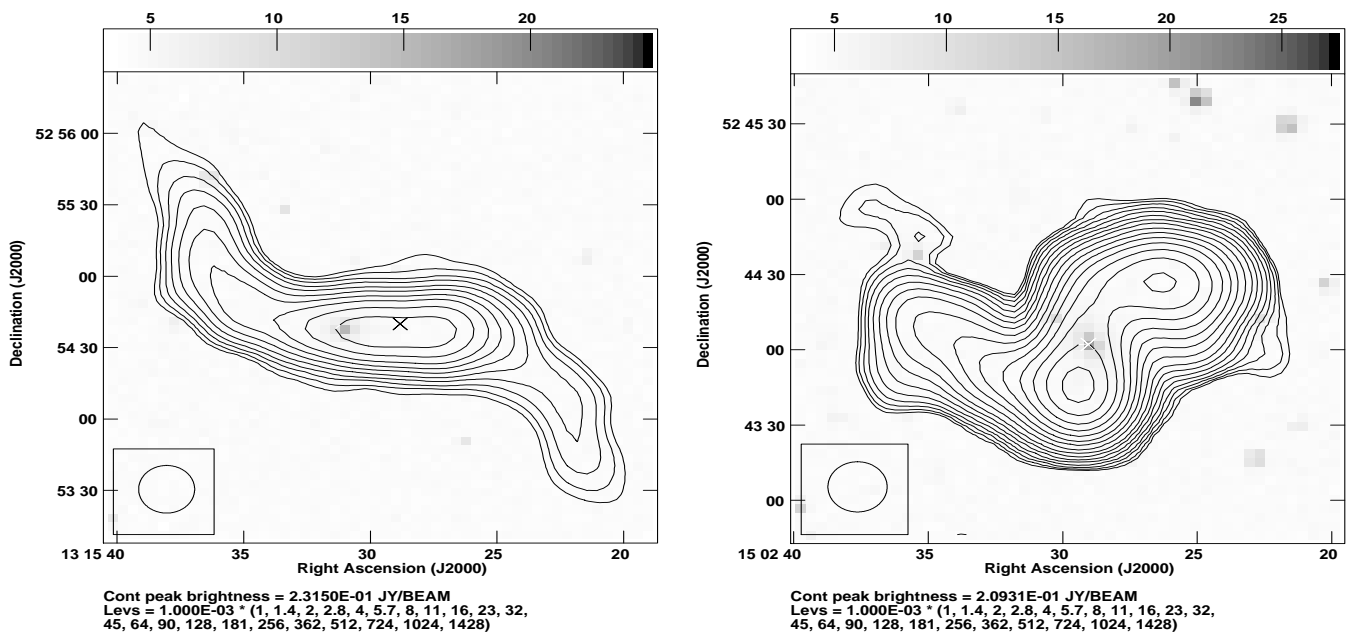 5 10 15 20
52 56 00
55 30
00
54 30
00
53 30
Declination (J2000)
13 15 40 35 30 25 20
Right Ascension (J2000)
Cont peak brightness = 2.3150E-01 JY/BEAM
Levs = 1.000E-03 * (1, 1.4, 2, 2.8, 4, 5.7, 8, 11, 16, 23, 32,
45, 64, 90, 128, 181, 256, 362, 512, 724, 1024, 1428)
5 10 15 20 25
52 45 30
00
44 30
00
43 30
00
Declination (J2000)
15 02 40 35 30 25 20
Right Ascension (J2000)
Cont peak brightness = 2.0931E-01 JY/BEAM
Levs = 1.000E-03 * (1, 1.4, 2, 2.8, 4, 5.7, 8, 11, 16, 23, 32,
45, 64, 90, 128, 181, 256, 362, 512, 724, 1024, 1428)